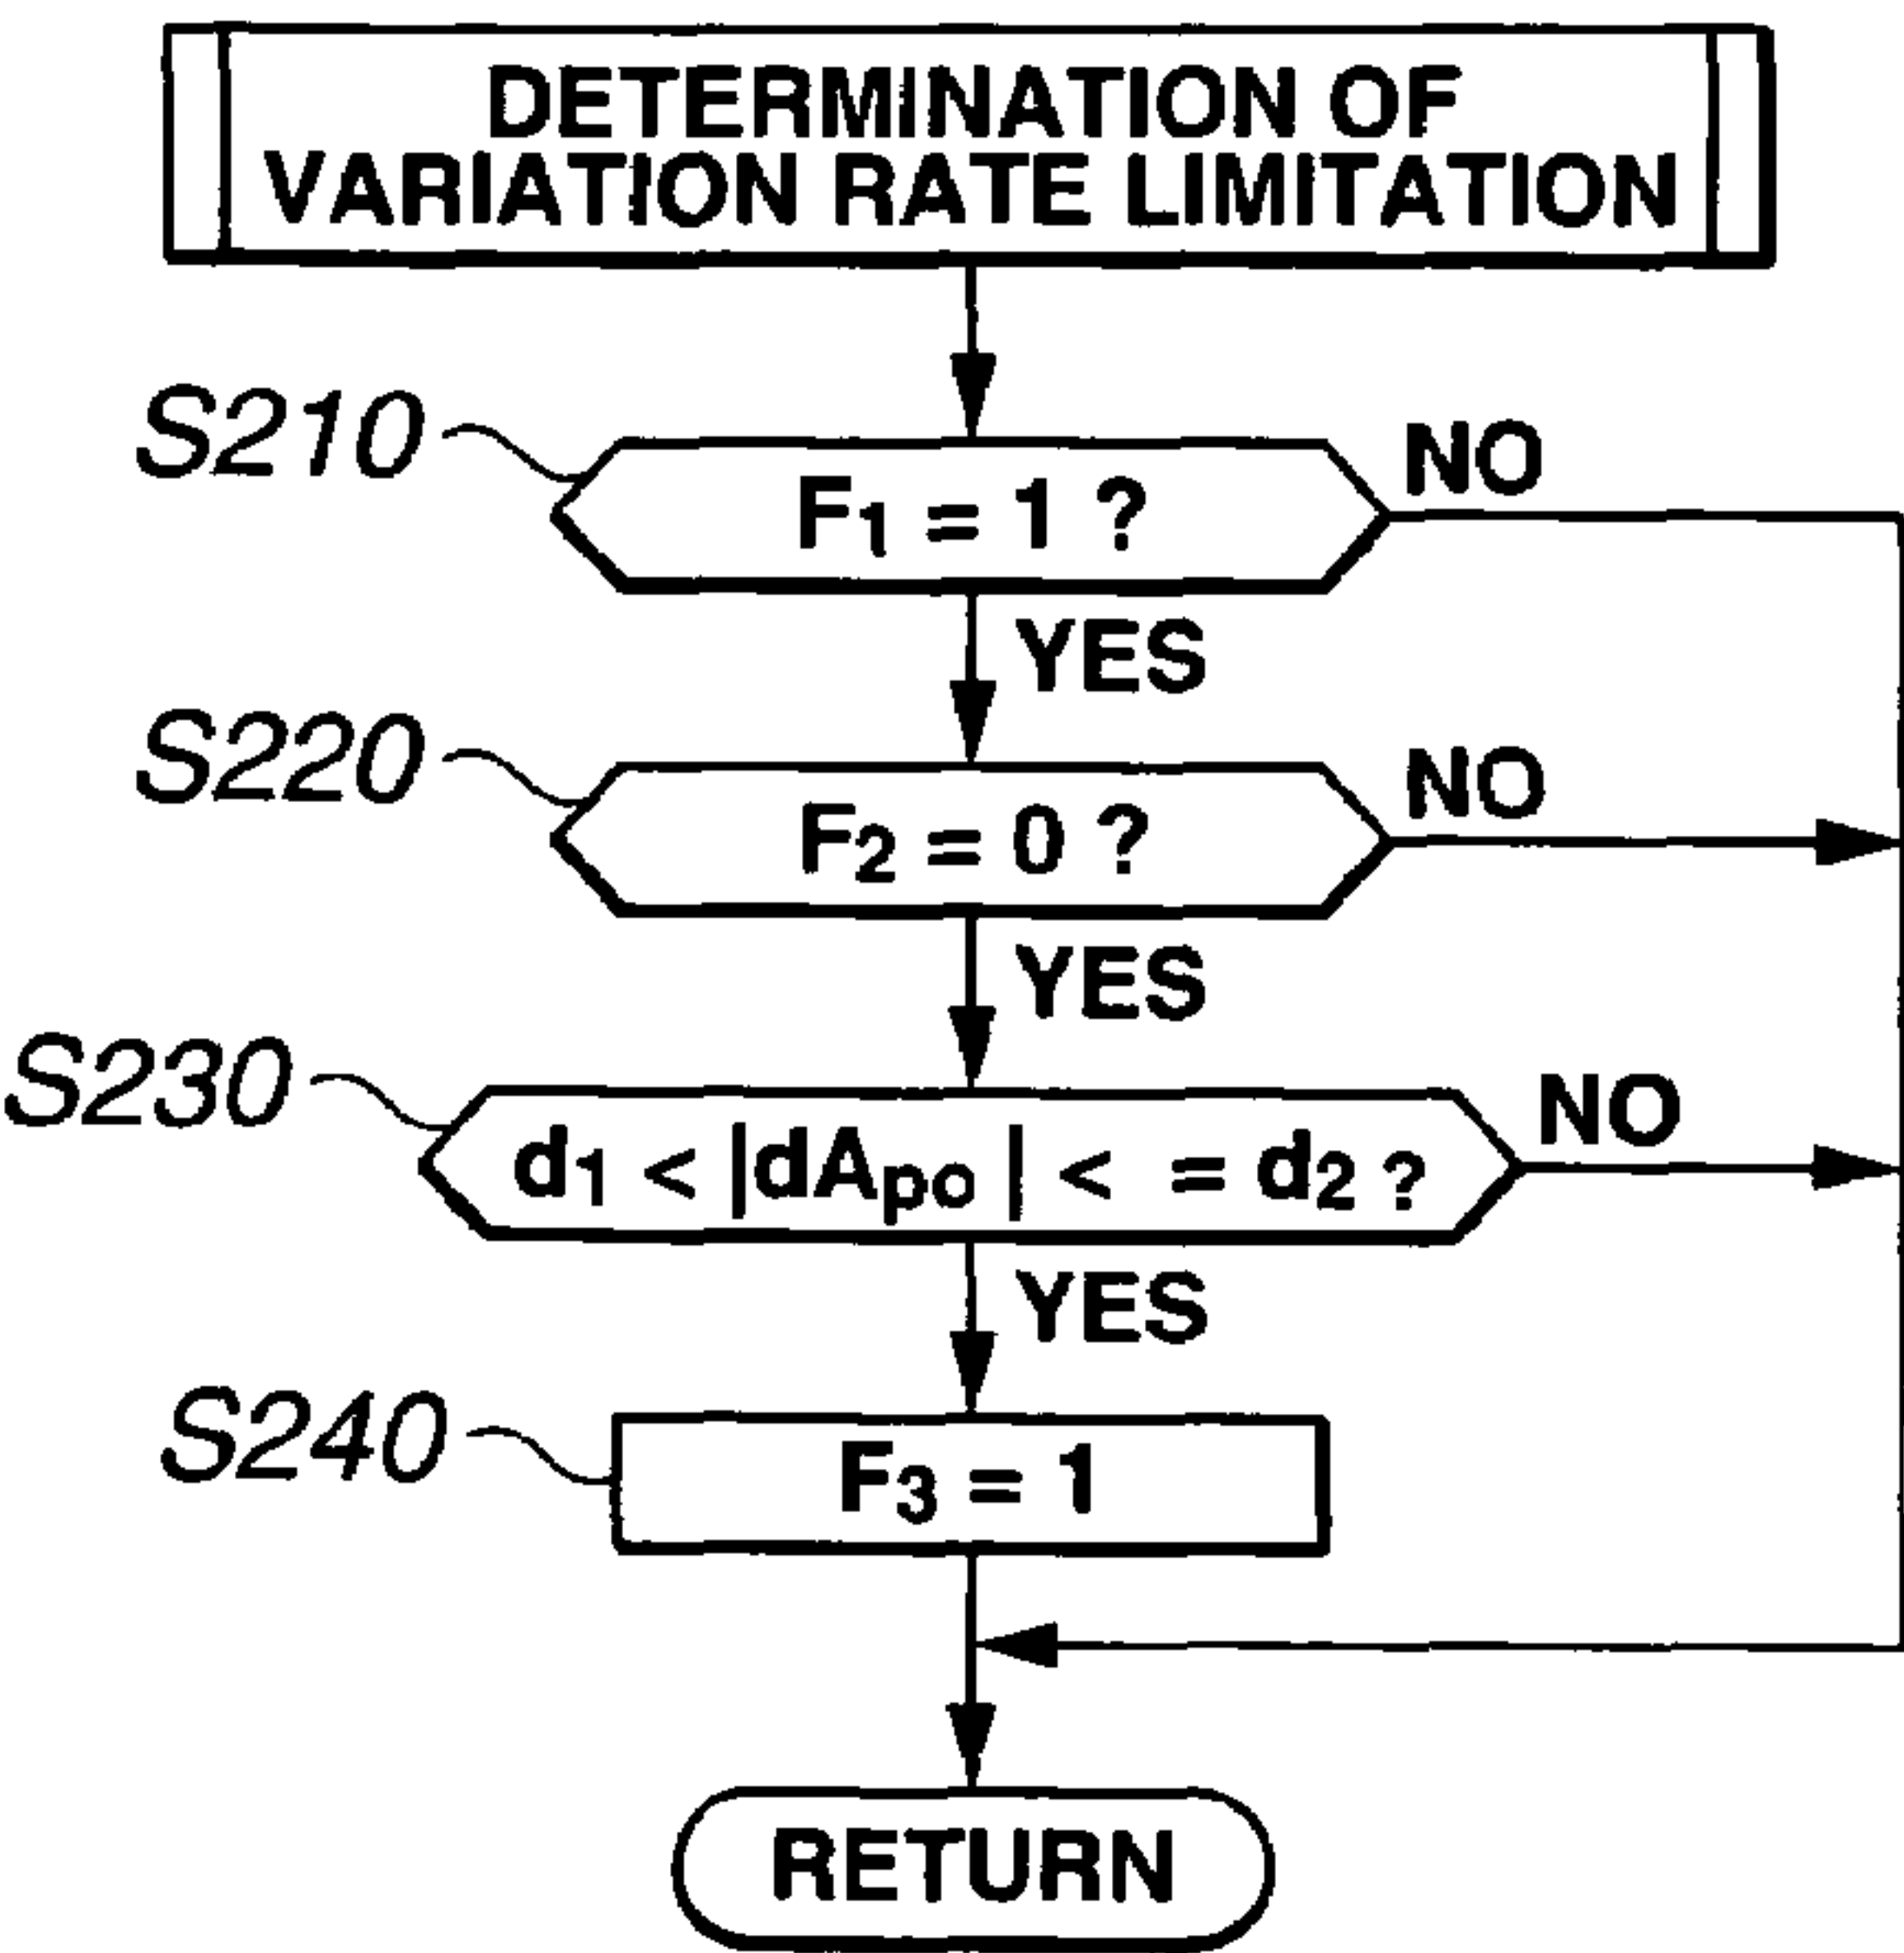 DETERMINATION OF
VARIATION RATE LIMITATION
S210
F1 = 1 ?
NO
YES
S220
F2 = 0 ?
NO
YES
S230
d1 < |dApo| < = d2 ?
NO
YES
S240
F3 = 1
RETURN